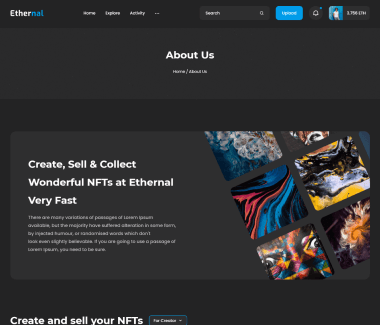 Ethernal Home Explore Activity ... Search Upload 3.756 ETH
About Us
Home / About Us
Create, Sell & Collect
Wonderful NFTs at Ethernal
Very Fast
There are many variations of passages of Lorem Ipsum
available, but the majority have suffered alteration in some form,
by injected humour, or randomised words which don't
look even slightly believable. If you are going to use a passage of
Lorem Ipsum, you need to be sure.
Create and sell your NFTs For Creator